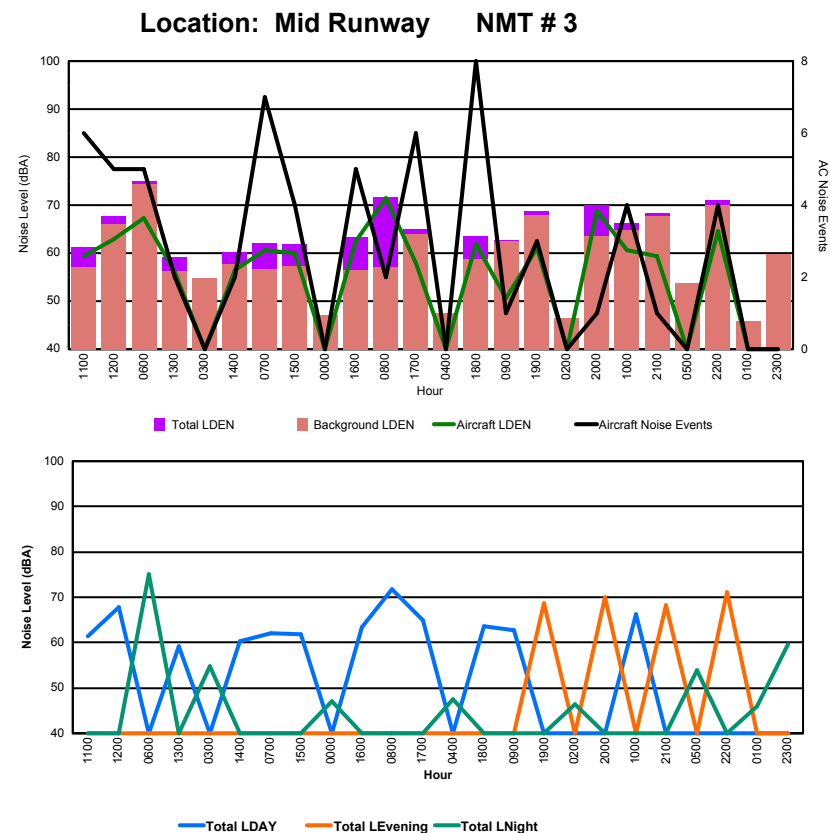 Location: Mid Runway NMT # 3
100
90
80
70
60
50
40
Noise Level (dBA)
8
6
4
2
0
AC Noise Events
1100 1200 0600 1300 0300 1400 0700 1500 0000 1600 0800 1700 0400 1800 0900 1900 0200 2000 1000 2100 0500 2200 0100 2300
Hour
Total LDEN Background LDEN Aircraft LDEN Aircraft Noise Events
100
90
80
70
60
50
40
Noise Level (dBA)
1100 1200 0600 1300 0300 1400 0700 1500 0000 1600 0800 1700 0400 1800 0900 1900 0200 2000 1000 2100 0500 2200 0100 2300
Hour
Total LDAY Total LEvening Total LNight